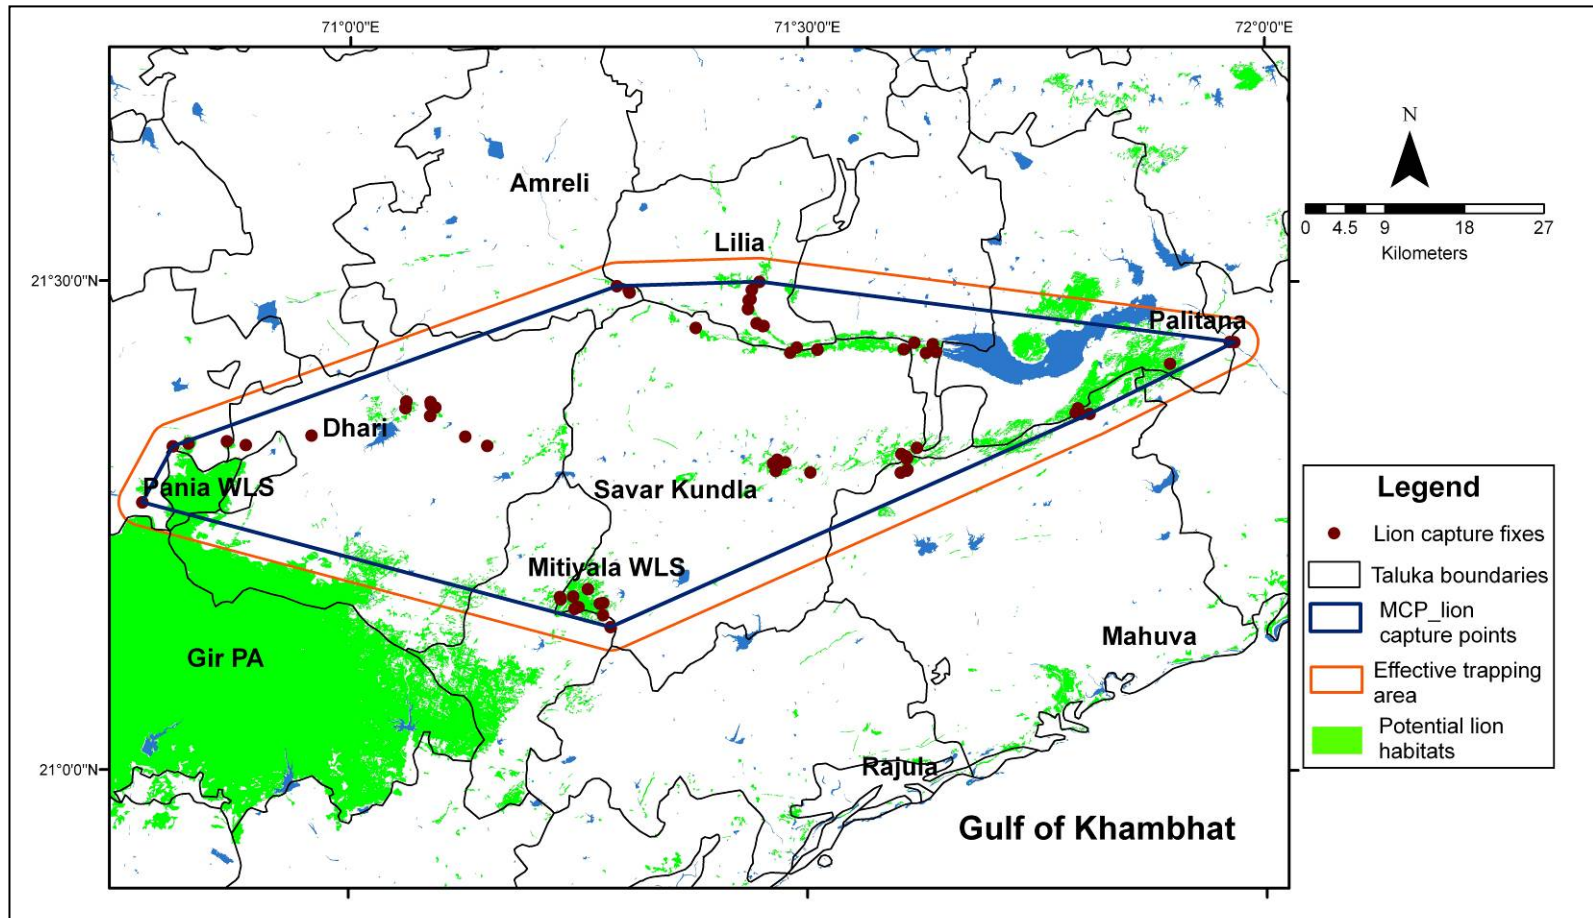 71°0'0"E
71°30'0"E
72°0'0"E
N
0 4.5 9 18 27
Kilometers
Amreli
Lilia
21°30'0"N
Palitana
Dhari
Pania WLS
Savar Kundla
Mitiyala WLS
Mahuva
Gir PA
21°0'0"N
Rajula
Gulf of Khambhat
Legend
Lion capture fixes
Taluka boundaries
MCP_lion
capture points
Effective trapping
area
Potential lion
habitats